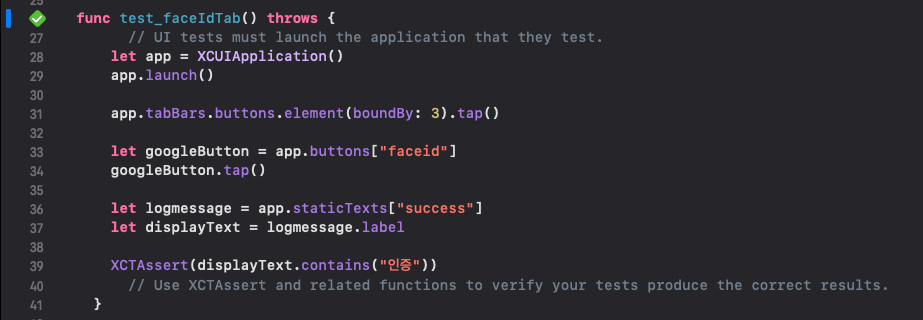 25
func test_faceIdTab() throws {
27 // UI tests must launch the application that they test.
28 let app = XCUIApplication()
29 app.launch()
30
31 app.tabBars.buttons.element(boundBy: 3).tap()
32
33 let googleButton = app.buttons["faceid"]
34 googleButton.tap()
35
36 let logmessage = app.staticTexts["success"]
37 let displayText = logmessage.label
38
39 XCTAssert(displayText.contains("인증"))
40 // Use XCTAssert and related functions to verify your tests produce the correct results.
41 }